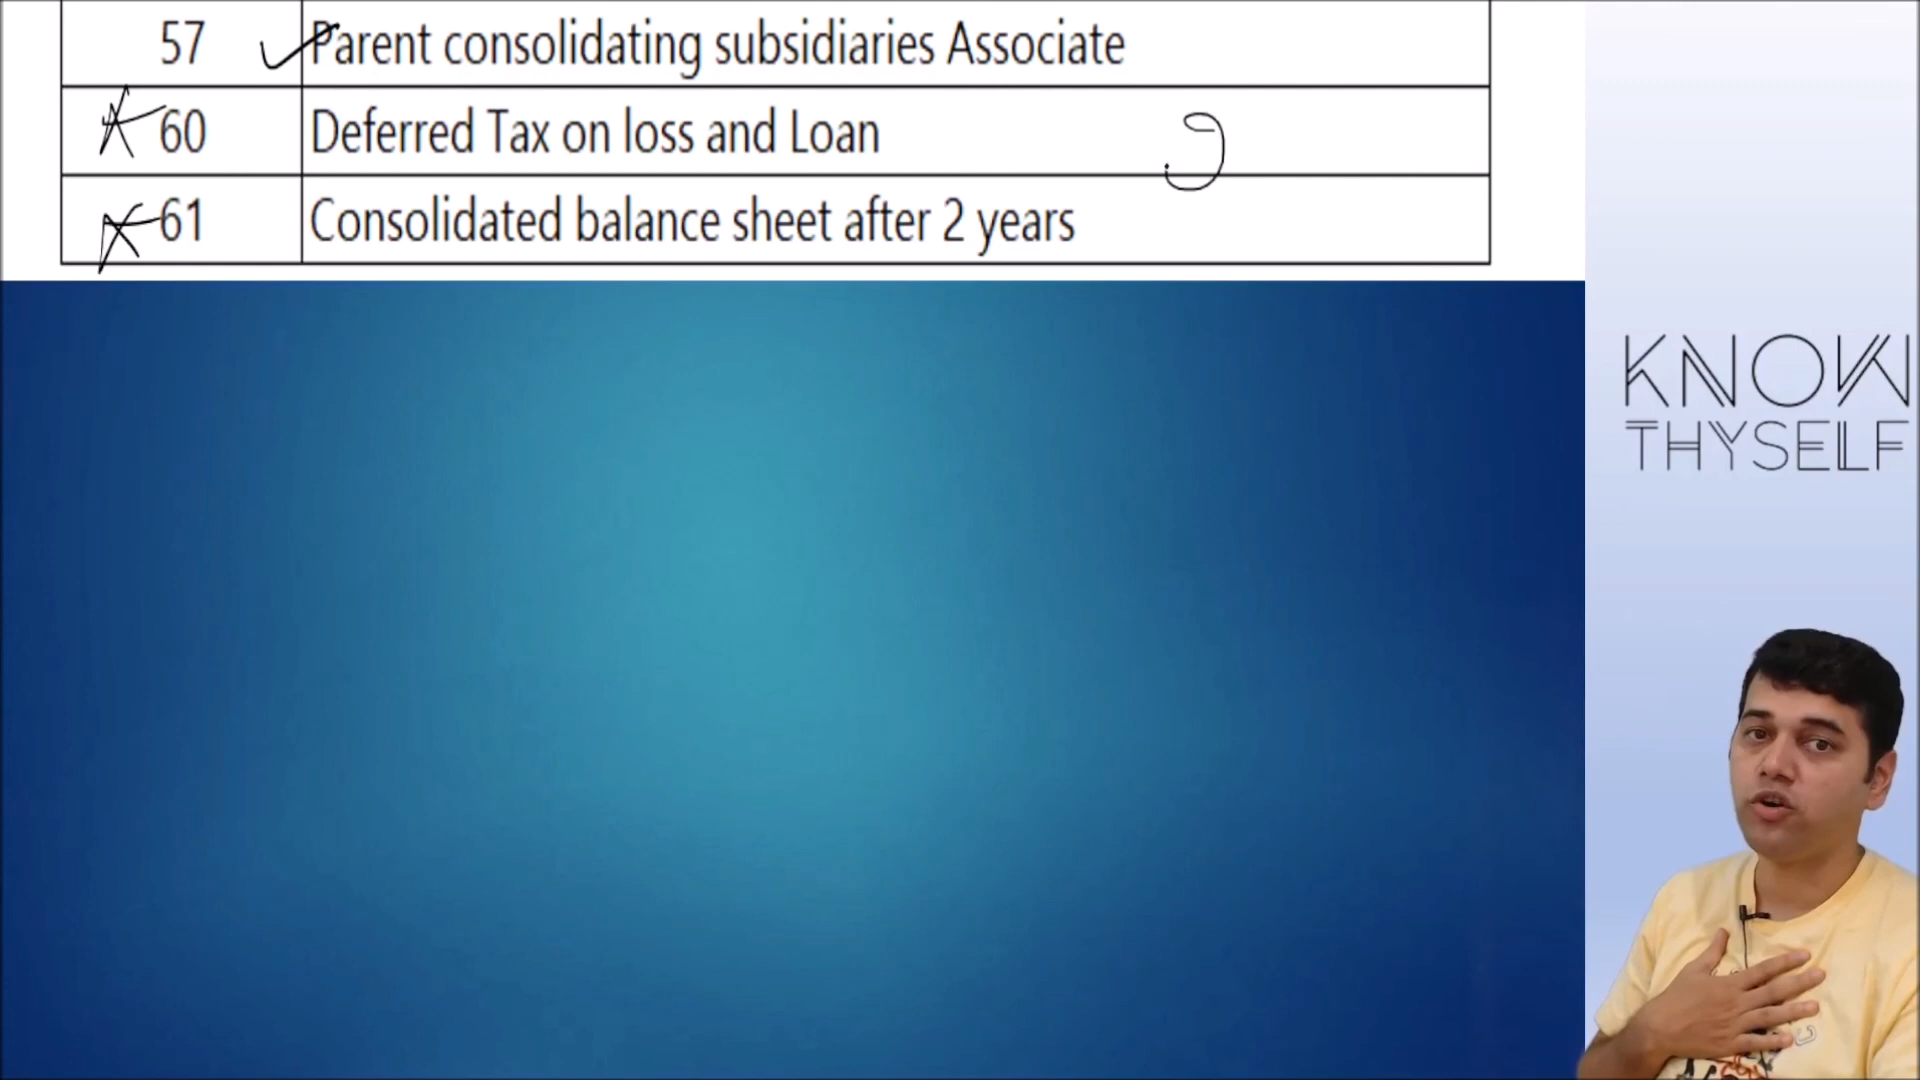 57 Parent consolidating subsidiaries Associate
60 Deferred Tax on loss and Loan
61 Consolidated balance sheet after 2 years
KNOW
THYSELF